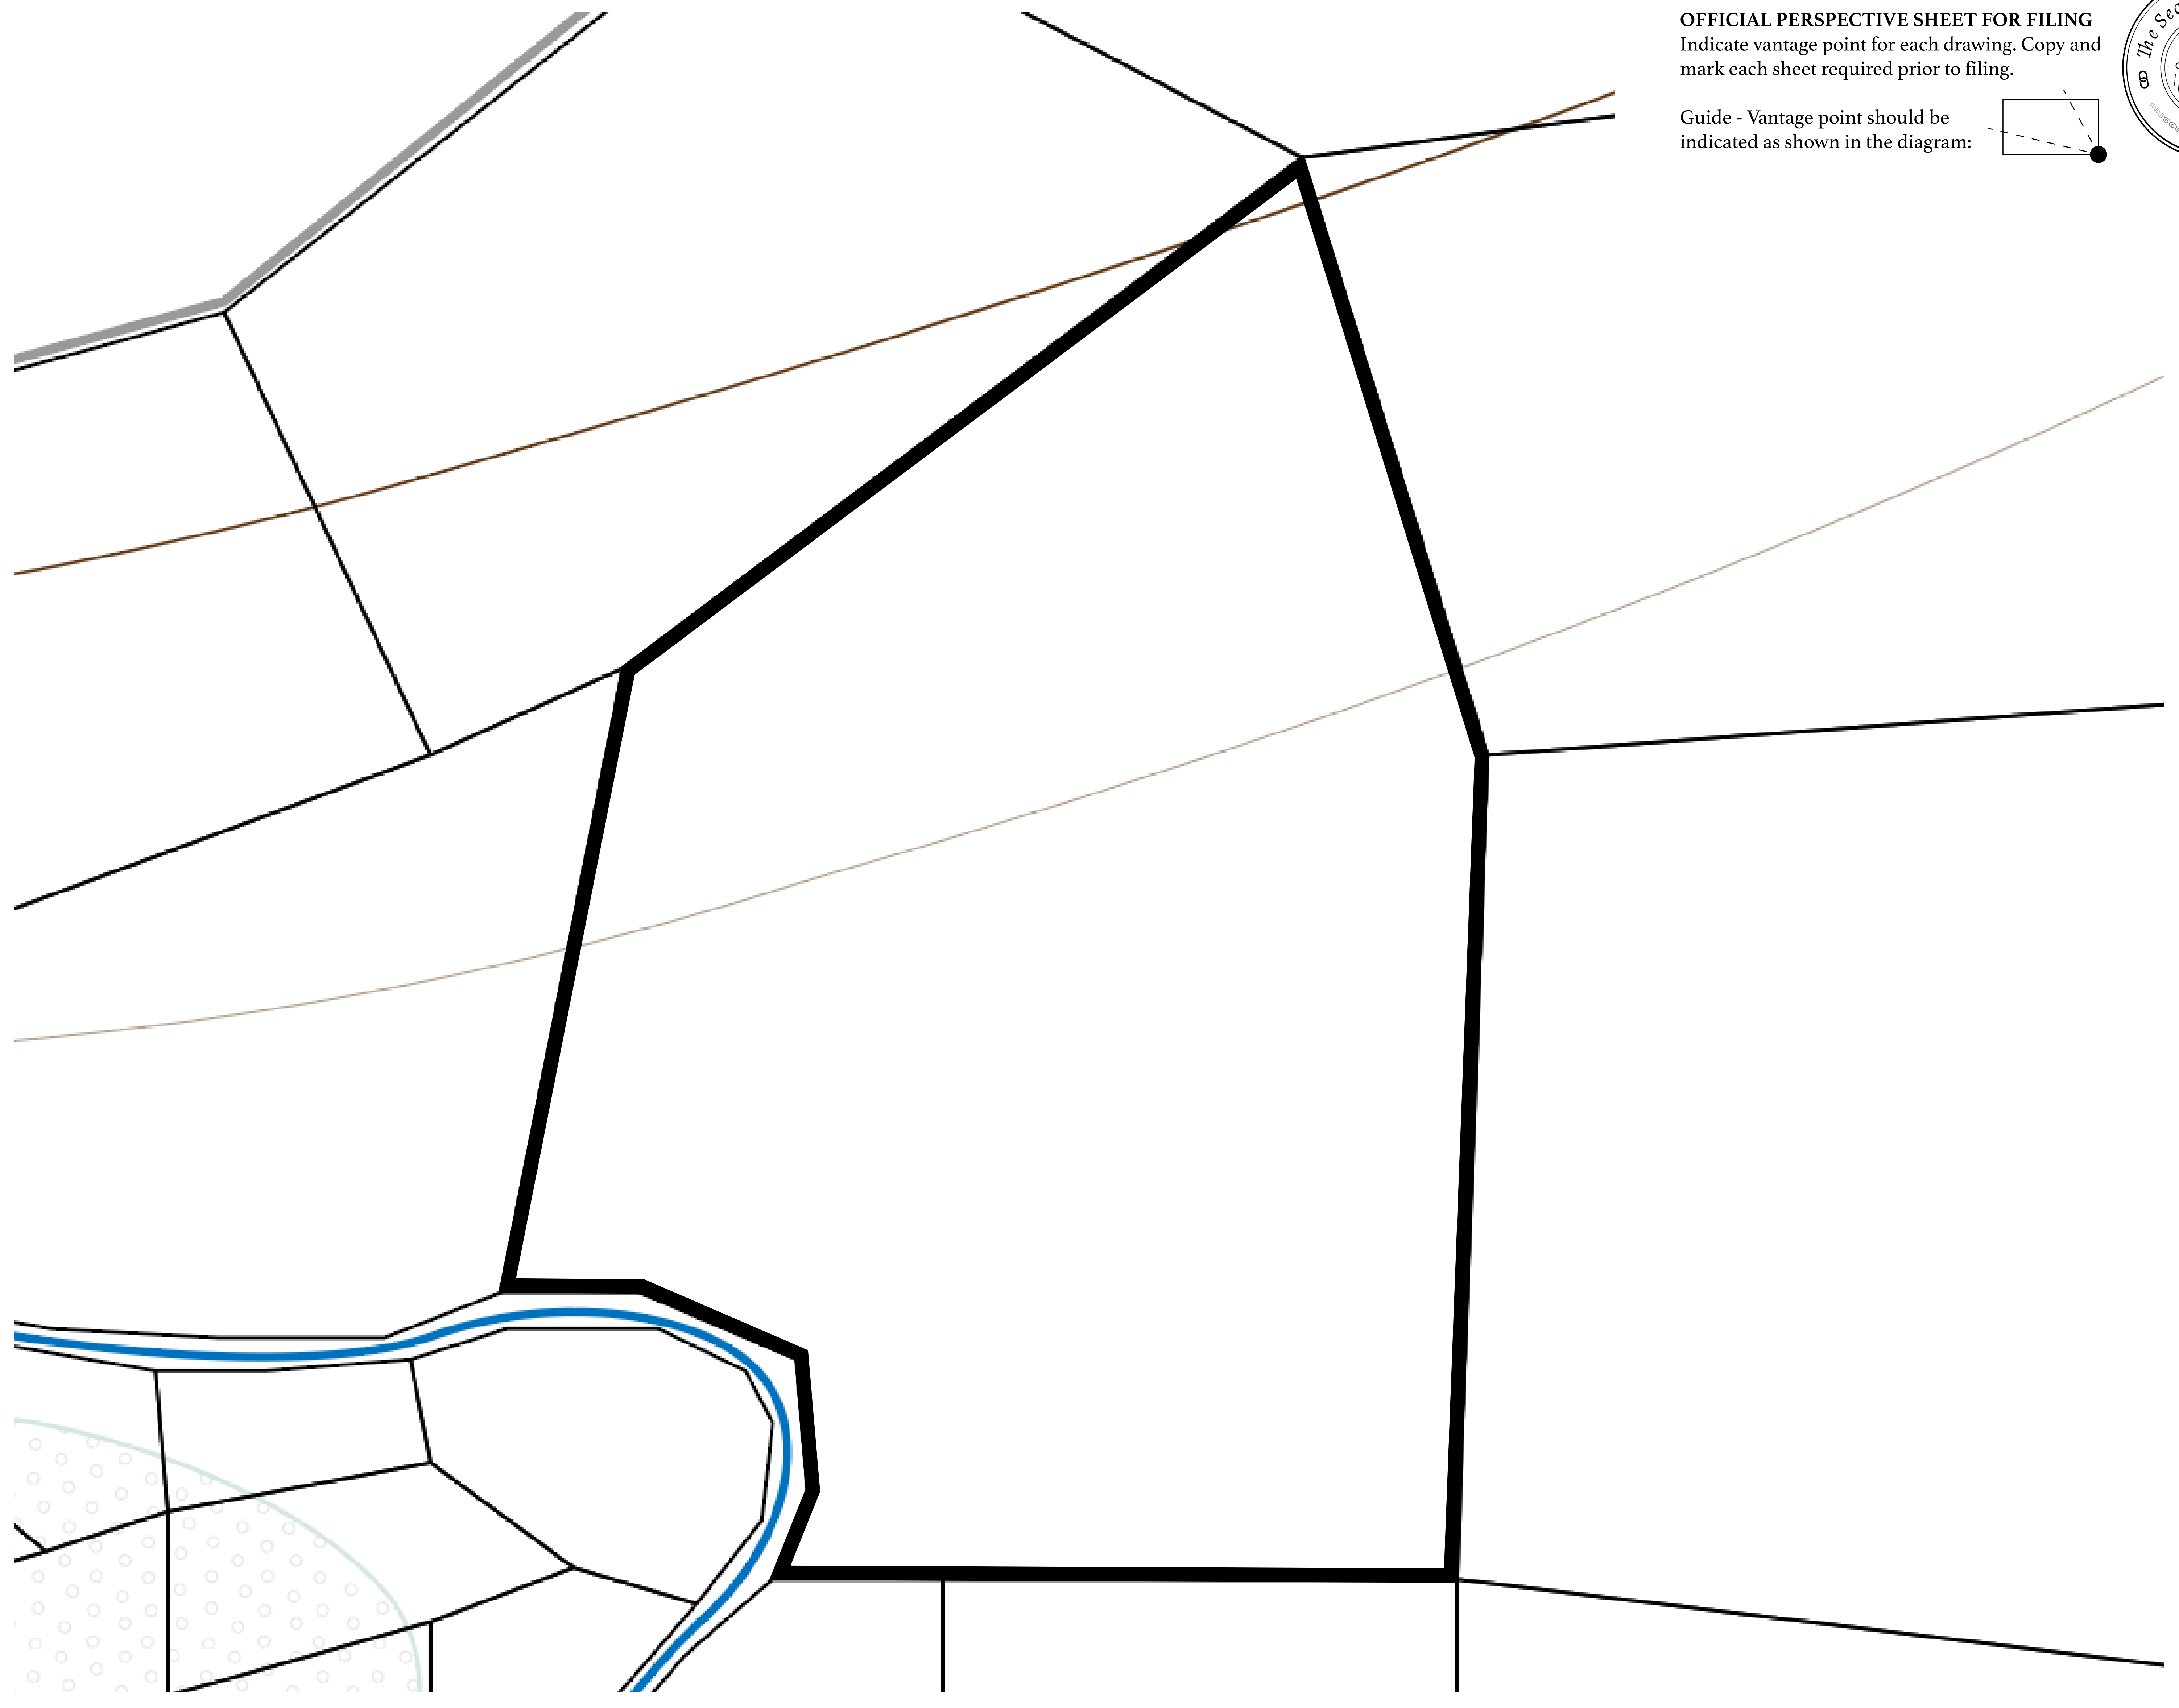 OFFICIAL PERSPECTIVE SHEET FOR FILING
Indicate vantage point for each drawing. Copy and
mark each sheet required prior to filing.
Guide - Vantage point should be
indicated as shown in the diagram:
The